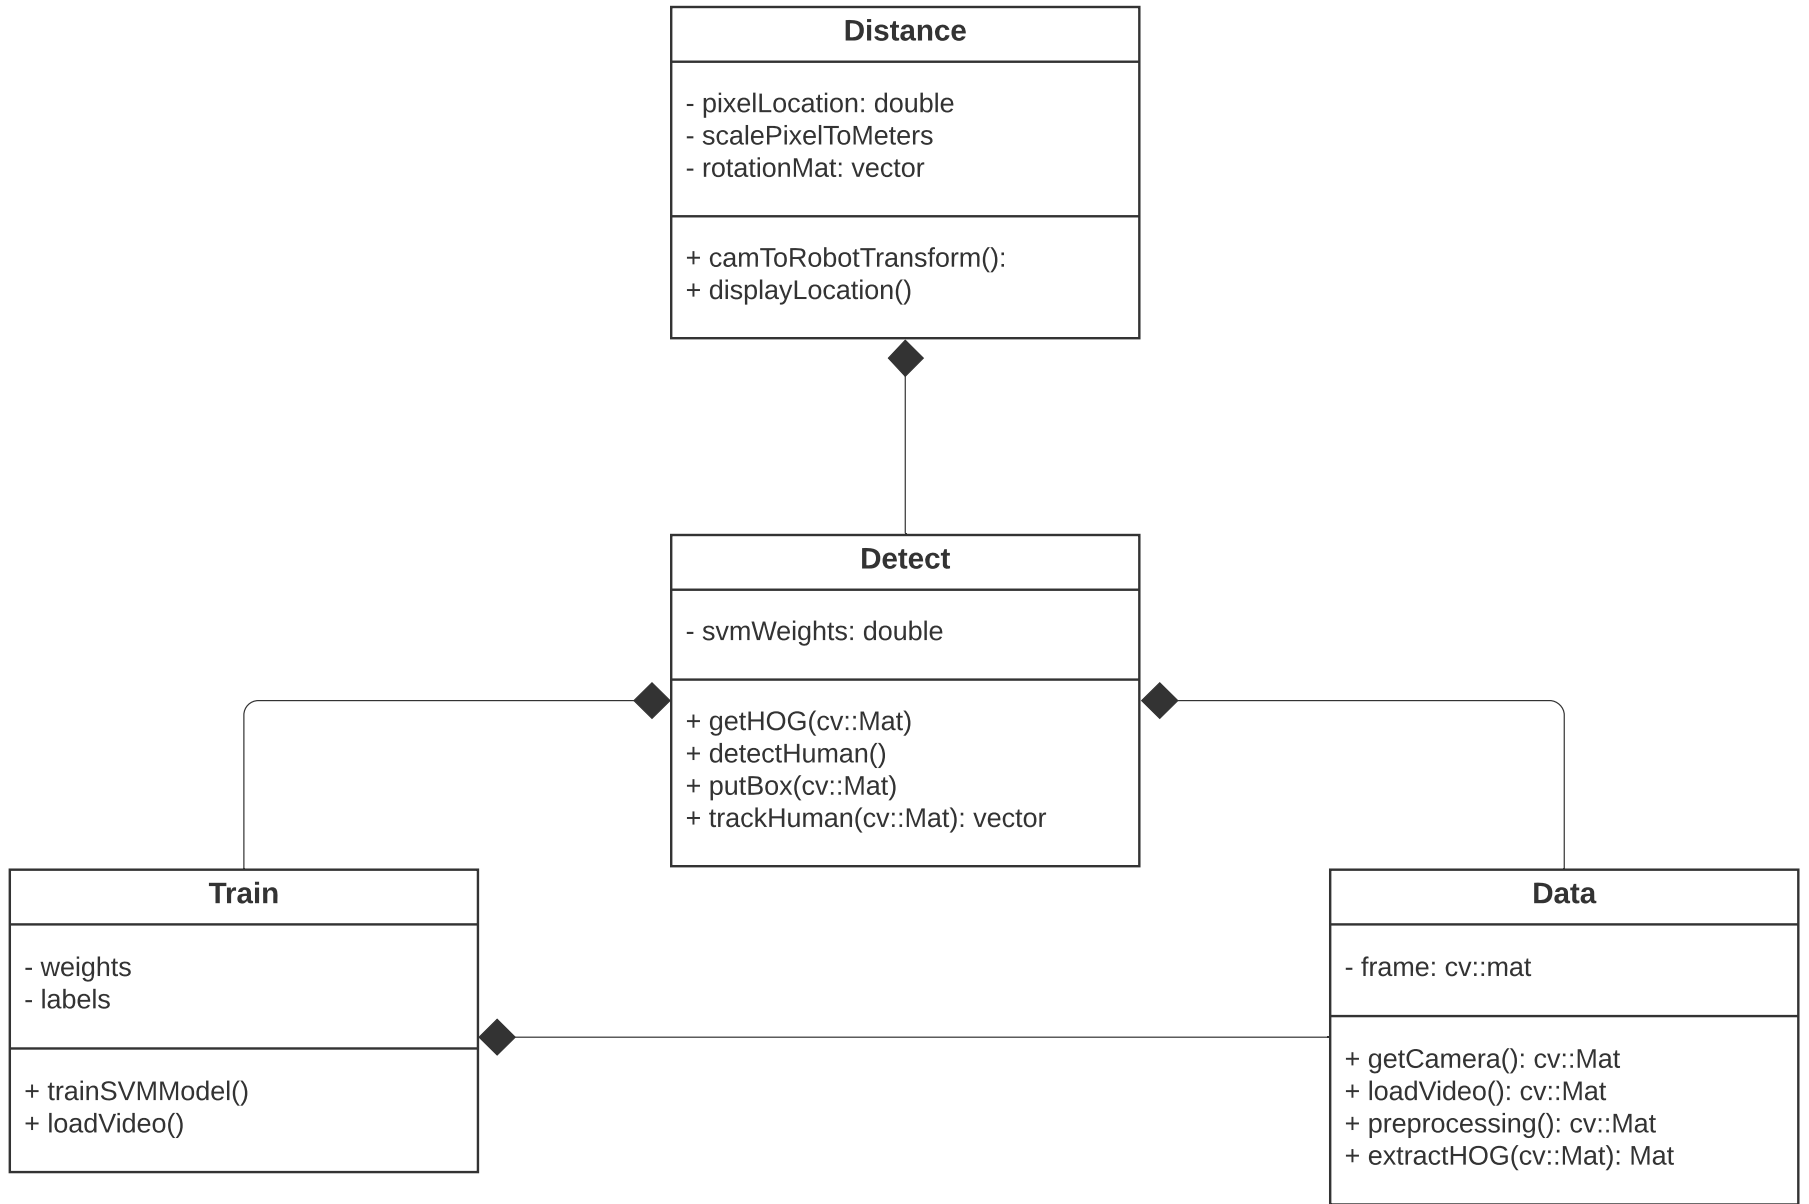 Distance
- pixelLocation: double
- scalePixelToMeters
- rotationMat: vector
+ camToRobotTransform():
+ displayLocation()
Detect
- svmWeights: double
+ getHOG(cv::Mat)
+ detectHuman()
+ putBox(cv::Mat)
+ trackHuman(cv::Mat): vector
Train
- weights
- labels
+ trainSVMModel()
+ loadVideo()
Data
- frame: cv::mat
+ getCamera(): cv::Mat
+ loadVideo(): cv::Mat
+ preprocessing(): cv::Mat
+ extractHOG(cv::Mat): Mat